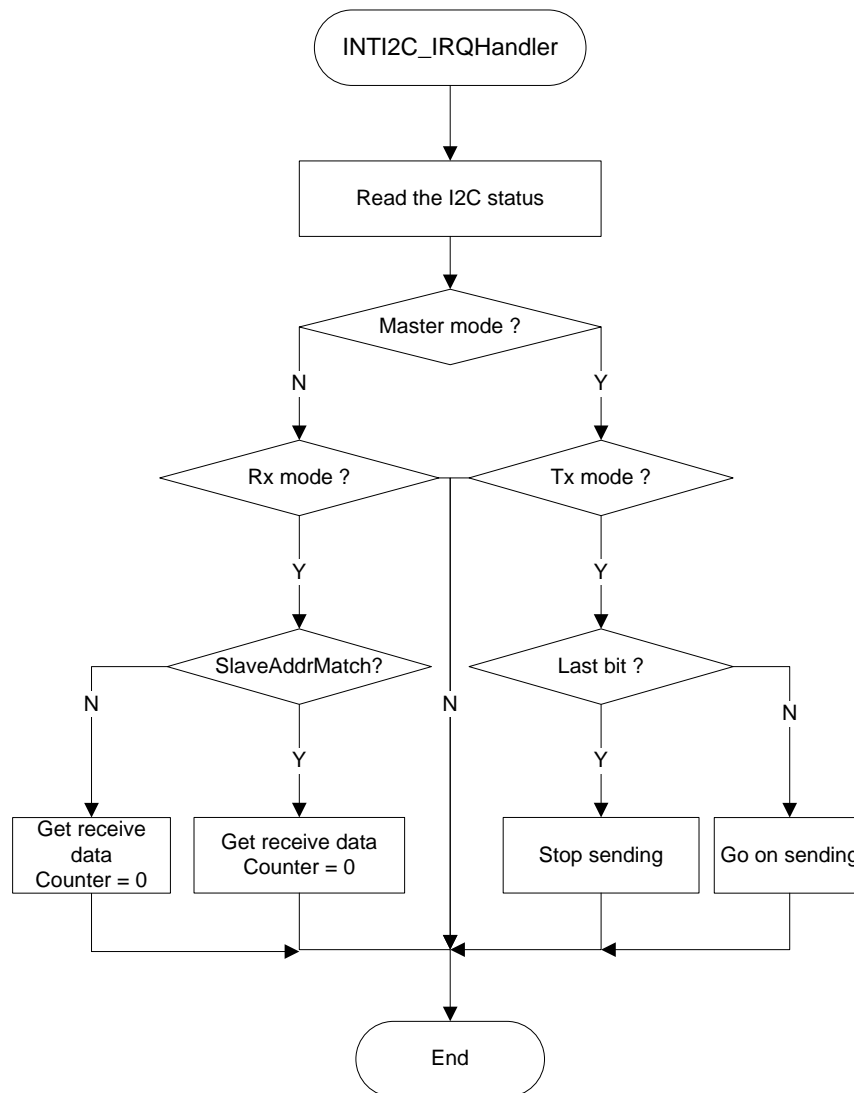 INTI2C_IRQHandler
Read the I2C status
Master mode ?
N
Y
Rx mode ?
Tx mode ?
Y
Y
SlaveAddrMatch?
Last bit ?
N
N
N
Y
Y
Get receive
data
Counter = 0
Get receive data
Counter = 0
Stop sending
Go on sending
End